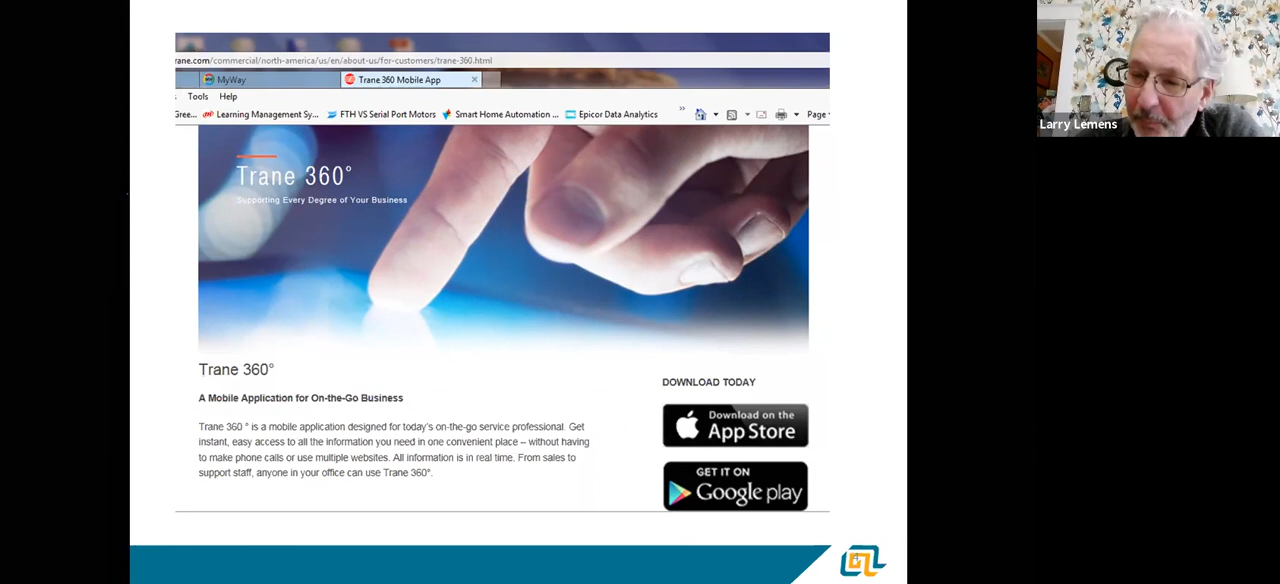 rane.com/commercial/north-america/us/en/about-us/for-customers/trane-360.html
MyWay
Trane 360 Mobile App
Tools Help
Gree... Learning Management Sy... FTH VS Serial Port Motors Smart Home Automation ... Epicor Data Analytics » Page
Trane 360°
Supporting Every Degree of Your Business
Trane 360°
A Mobile Application for On-the-Go Business
Trane 360 ° is a mobile application designed for today's on-the-go service professional. Get
instant, easy access to all the information you need in one convenient place – without having
to make phone calls or use multiple websites. All information is in real time. From sales to
support staff, anyone in your office can use Trane 360°.
DOWNLOAD TODAY
Download on the
App Store
GET IT ON
Google play
Larry Lemens